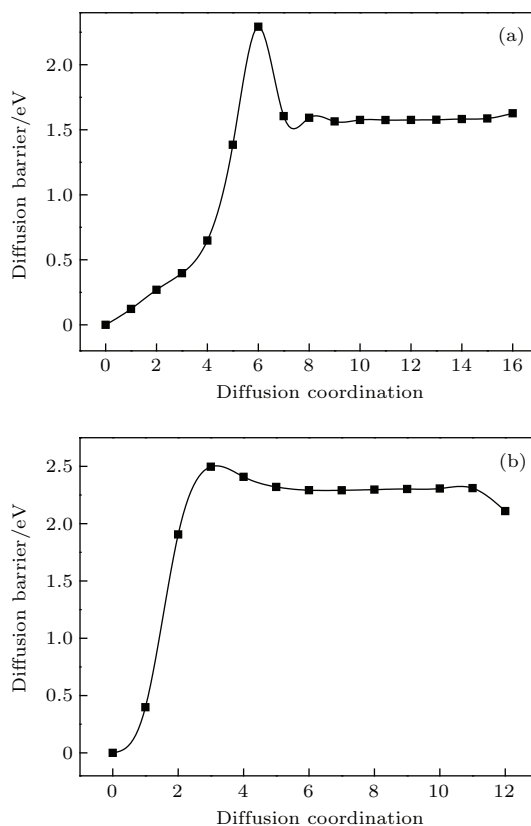 (a)
2.0
1.5
1.0
0.5
0
Diffusion barrier/eV
0 2 4 6 8 10 12 14 16
Diffusion coordination
(b)
2.5
2.0
1.5
1.0
0.5
0
Diffusion barrier/eV
0 2 4 6 8 10 12
Diffusion coordination